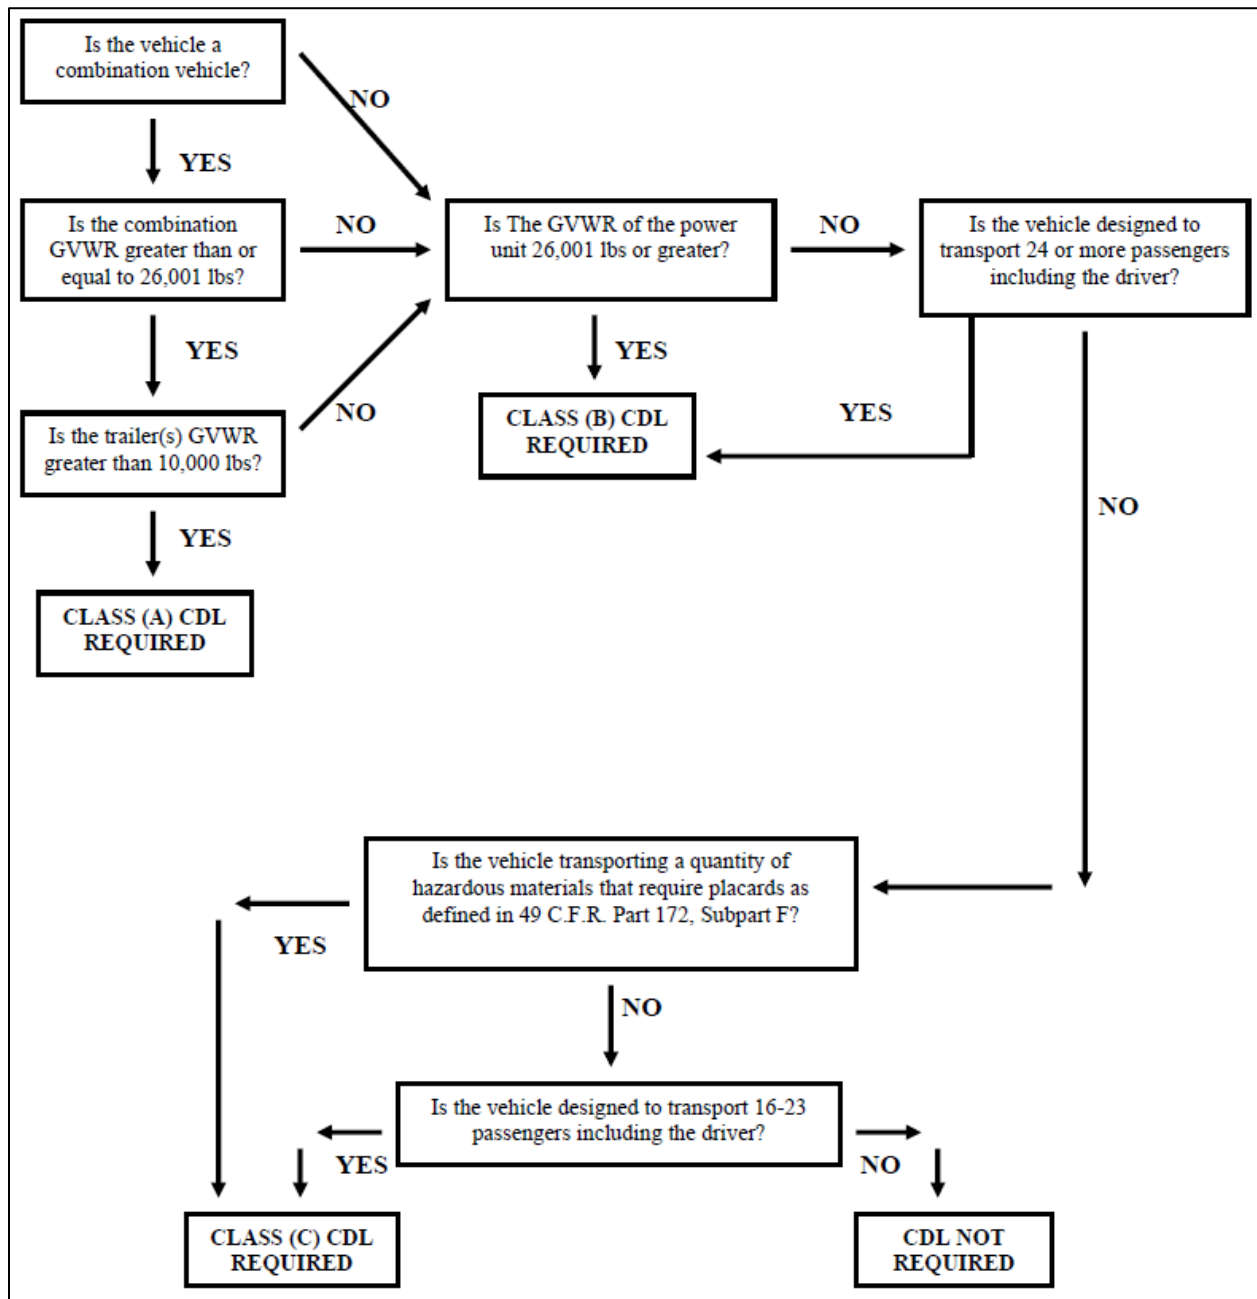 Is the vehicle a
combination vehicle?
NO
YES
Is the combination
GVWR greater than or
equal to 26,001 lbs?
NO
Is The GVWR of the power
unit 26,001 lbs or greater?
NO
Is the vehicle designed to
transport 24 or more passengers
including the driver?
YES
YES
Is the trailer(s) GVWR
greater than 10,000 lbs?
NO
CLASS (B) CDL
REQUIRED
YES
NO
YES
CLASS (A) CDL
REQUIRED
Is the vehicle transporting a quantity of
hazardous materials that require placards as
defined in 49 C.F.R. Part 172, Subpart F?
YES
NO
Is the vehicle designed to transport 16-23
passengers including the driver?
YES
NO
CLASS (C) CDL
REQUIRED
CDL NOT
REQUIRED